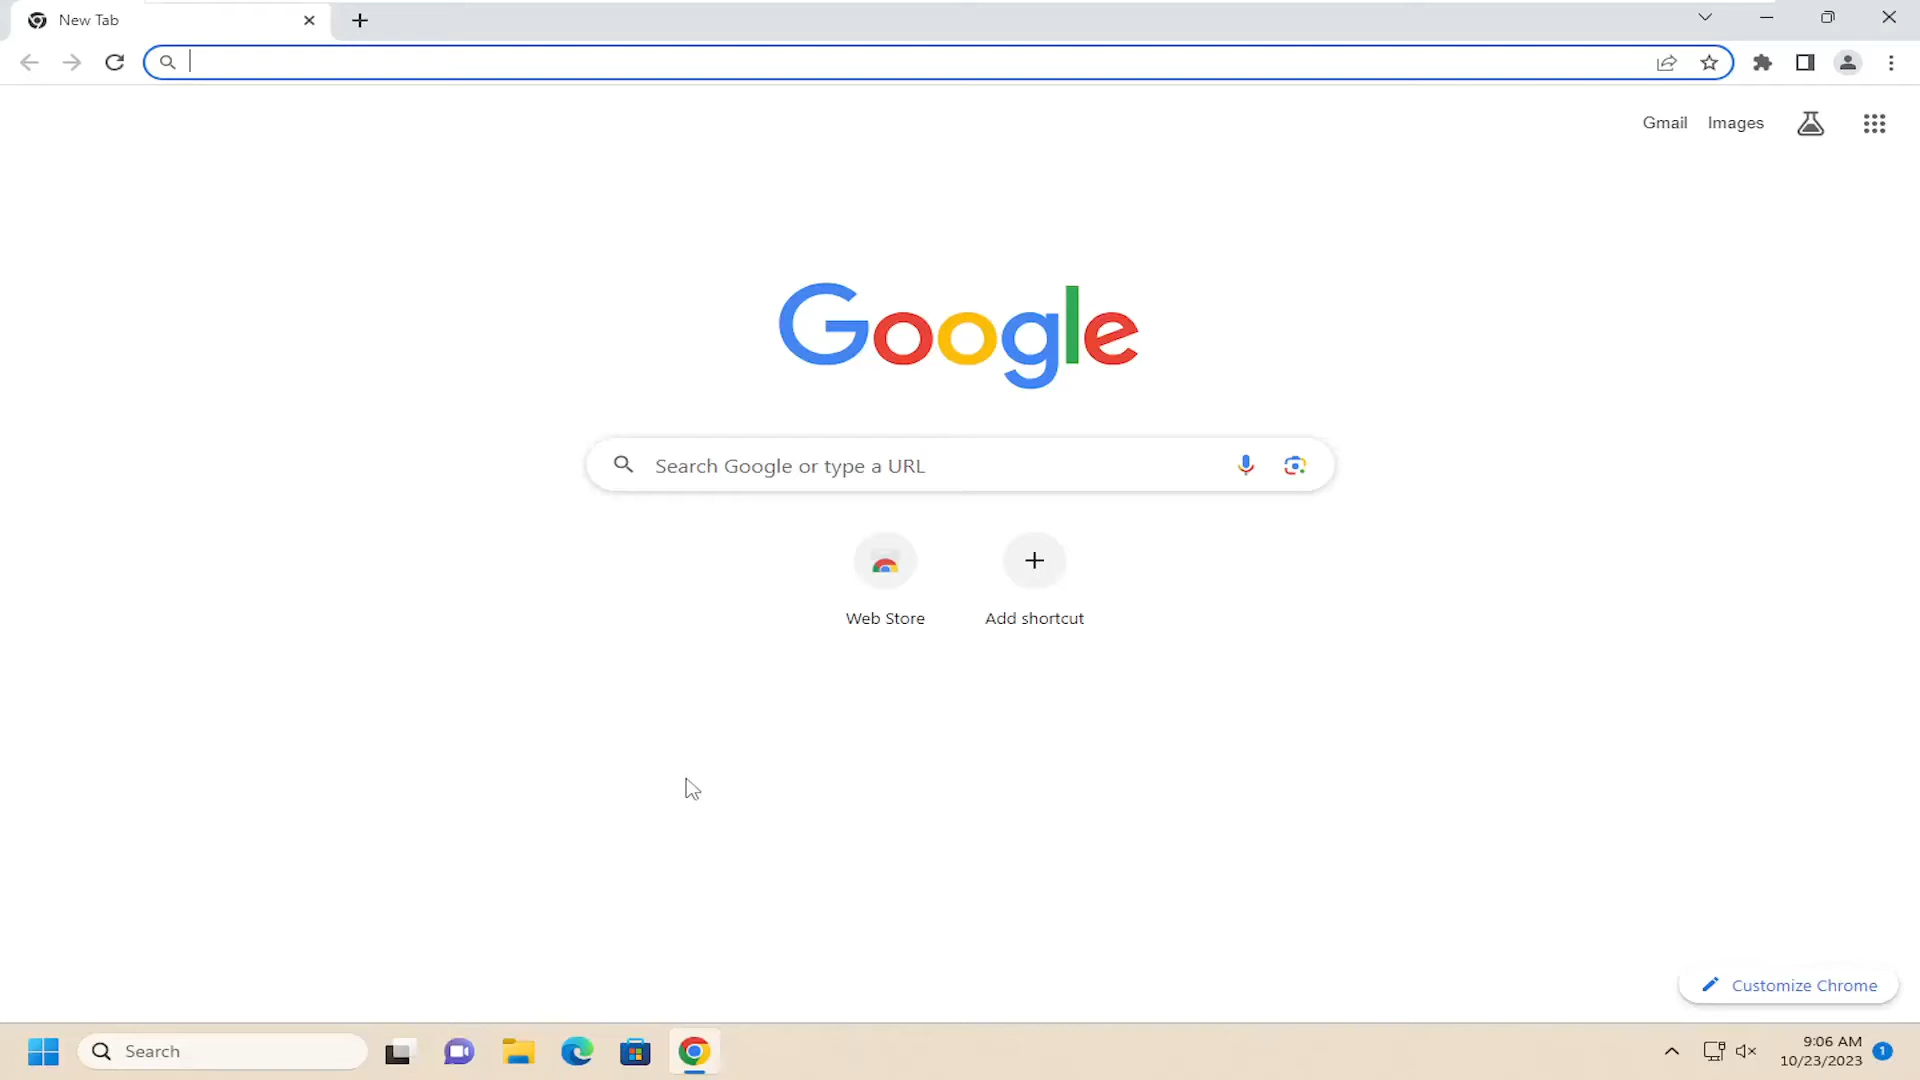 New Tab
Gmail Images
Google
Search Google or type a URL
Web Store
Add shortcut
Customize Chrome
Search
9:06 AM
10/23/2023
1